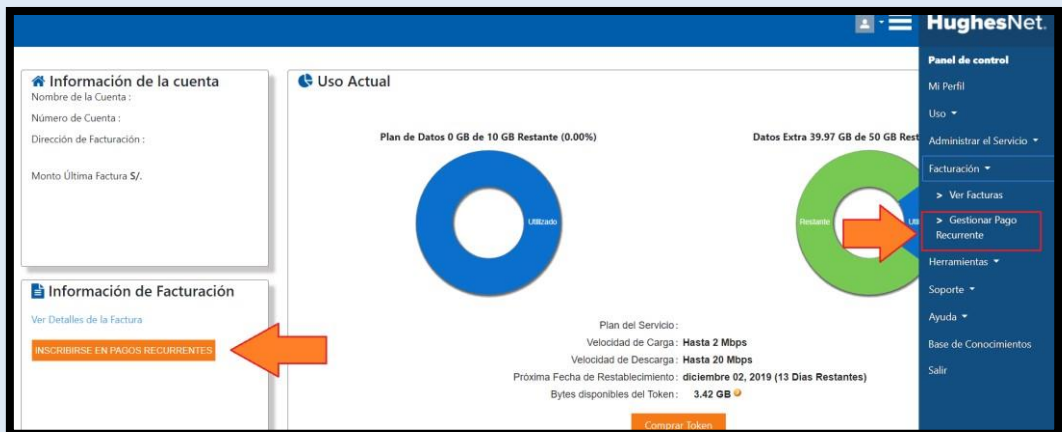 HughesNet.
Panel de control
Mi Perfil
Uso
Administrar el Servicio
Facturación
> Ver Facturas
> Gestionar Pago
Recurrente
Herramientas
Soporte
Ayuda
Base de Conocimientos
Salir
Información de la cuenta
Nombre de la Cuenta :
Número de Cuenta :
Dirección de Facturación :
Monto Última Factura S/.
Información de Facturación
Ver Detalles de la Factura
INSCRIBIRSE EN PAGOS RECURRENTES
Uso Actual
Plan de Datos 0 GB de 10 GB Restante (0.00%)
Utilizado
Datos Extra 39.97 GB de 50 GB Rest
Restante
Plan del Servicio :
Velocidad de Carga : Hasta 2 Mbps
Velocidad de Descarga : Hasta 20 Mbps
Próxima Fecha de Restablecimiento : diciembre 02, 2019 (13 Dias Restantes)
Bytes disponibles del Token : 3.42 GB
Comprar Token